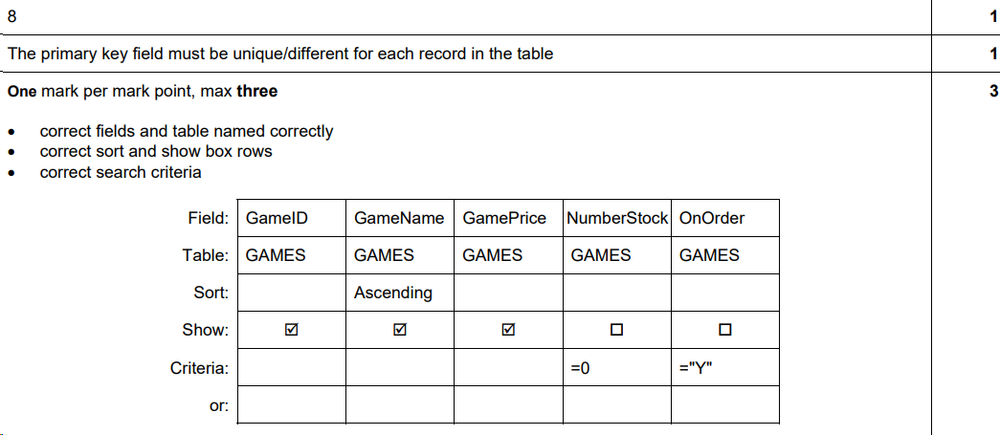 8 1
The primary key field must be unique/different for each record in the table 1
One mark per mark point, max three 3
• correct fields and table named correctly
• correct sort and show box rows
• correct search criteria
Field: GameID GameName GamePrice NumberStock OnOrder
Table: GAMES GAMES GAMES GAMES GAMES
Sort: Ascending
Show: ☑ ☑ ☑ ☐ ☐
Criteria: =0 ="Y"
or: